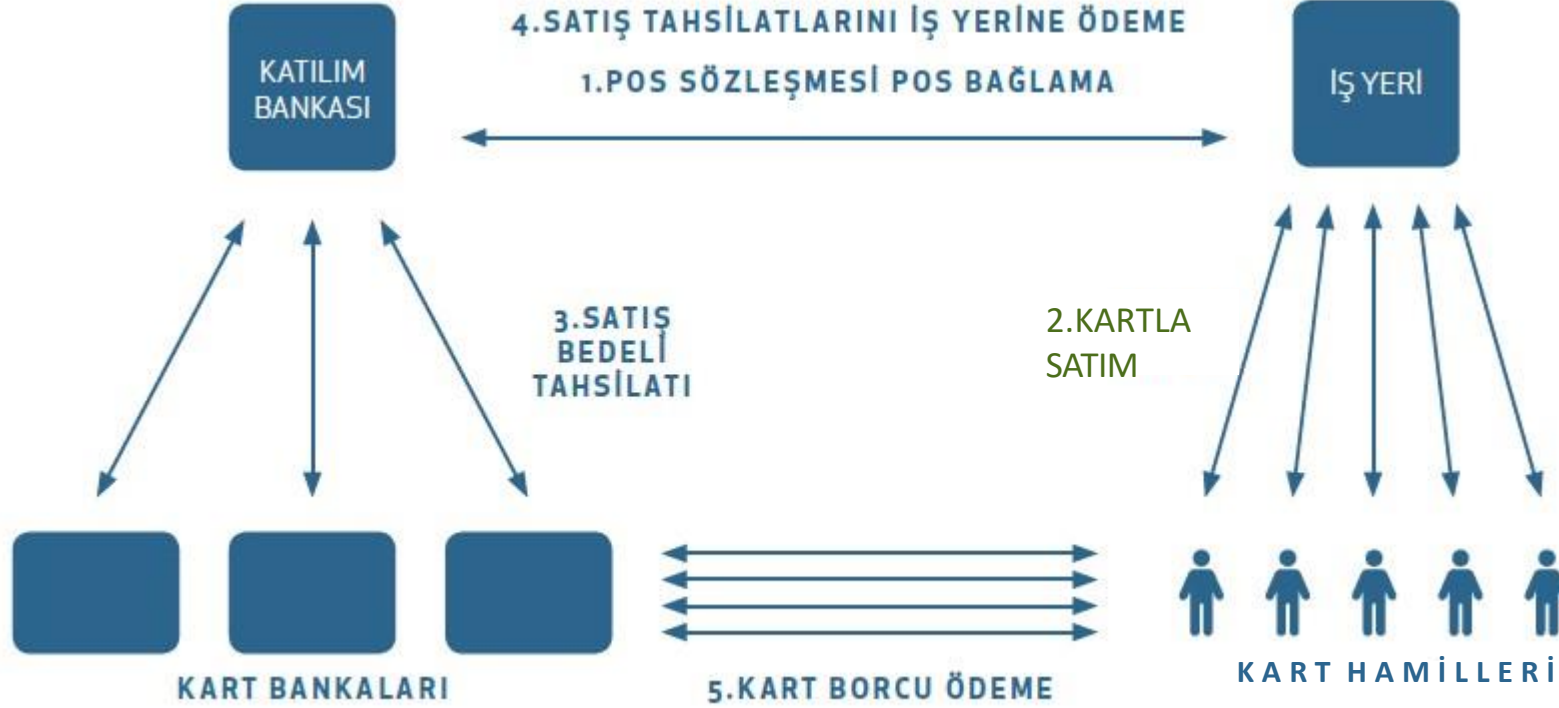 4.SATIŞ TAHSİLATLARINI İŞ YERİNE ÖDEME
KATILIM
BANKASI
1.POS SÖZLEŞMESİ POS BAĞLAMA
İŞ YERİ
3.SATIŞ
BEDELİ
TAHSİLATI
2.KARTLA
SATIM
KART BANKALARI
5.KART BORCU ÖDEME
KART HAMİLLERİ